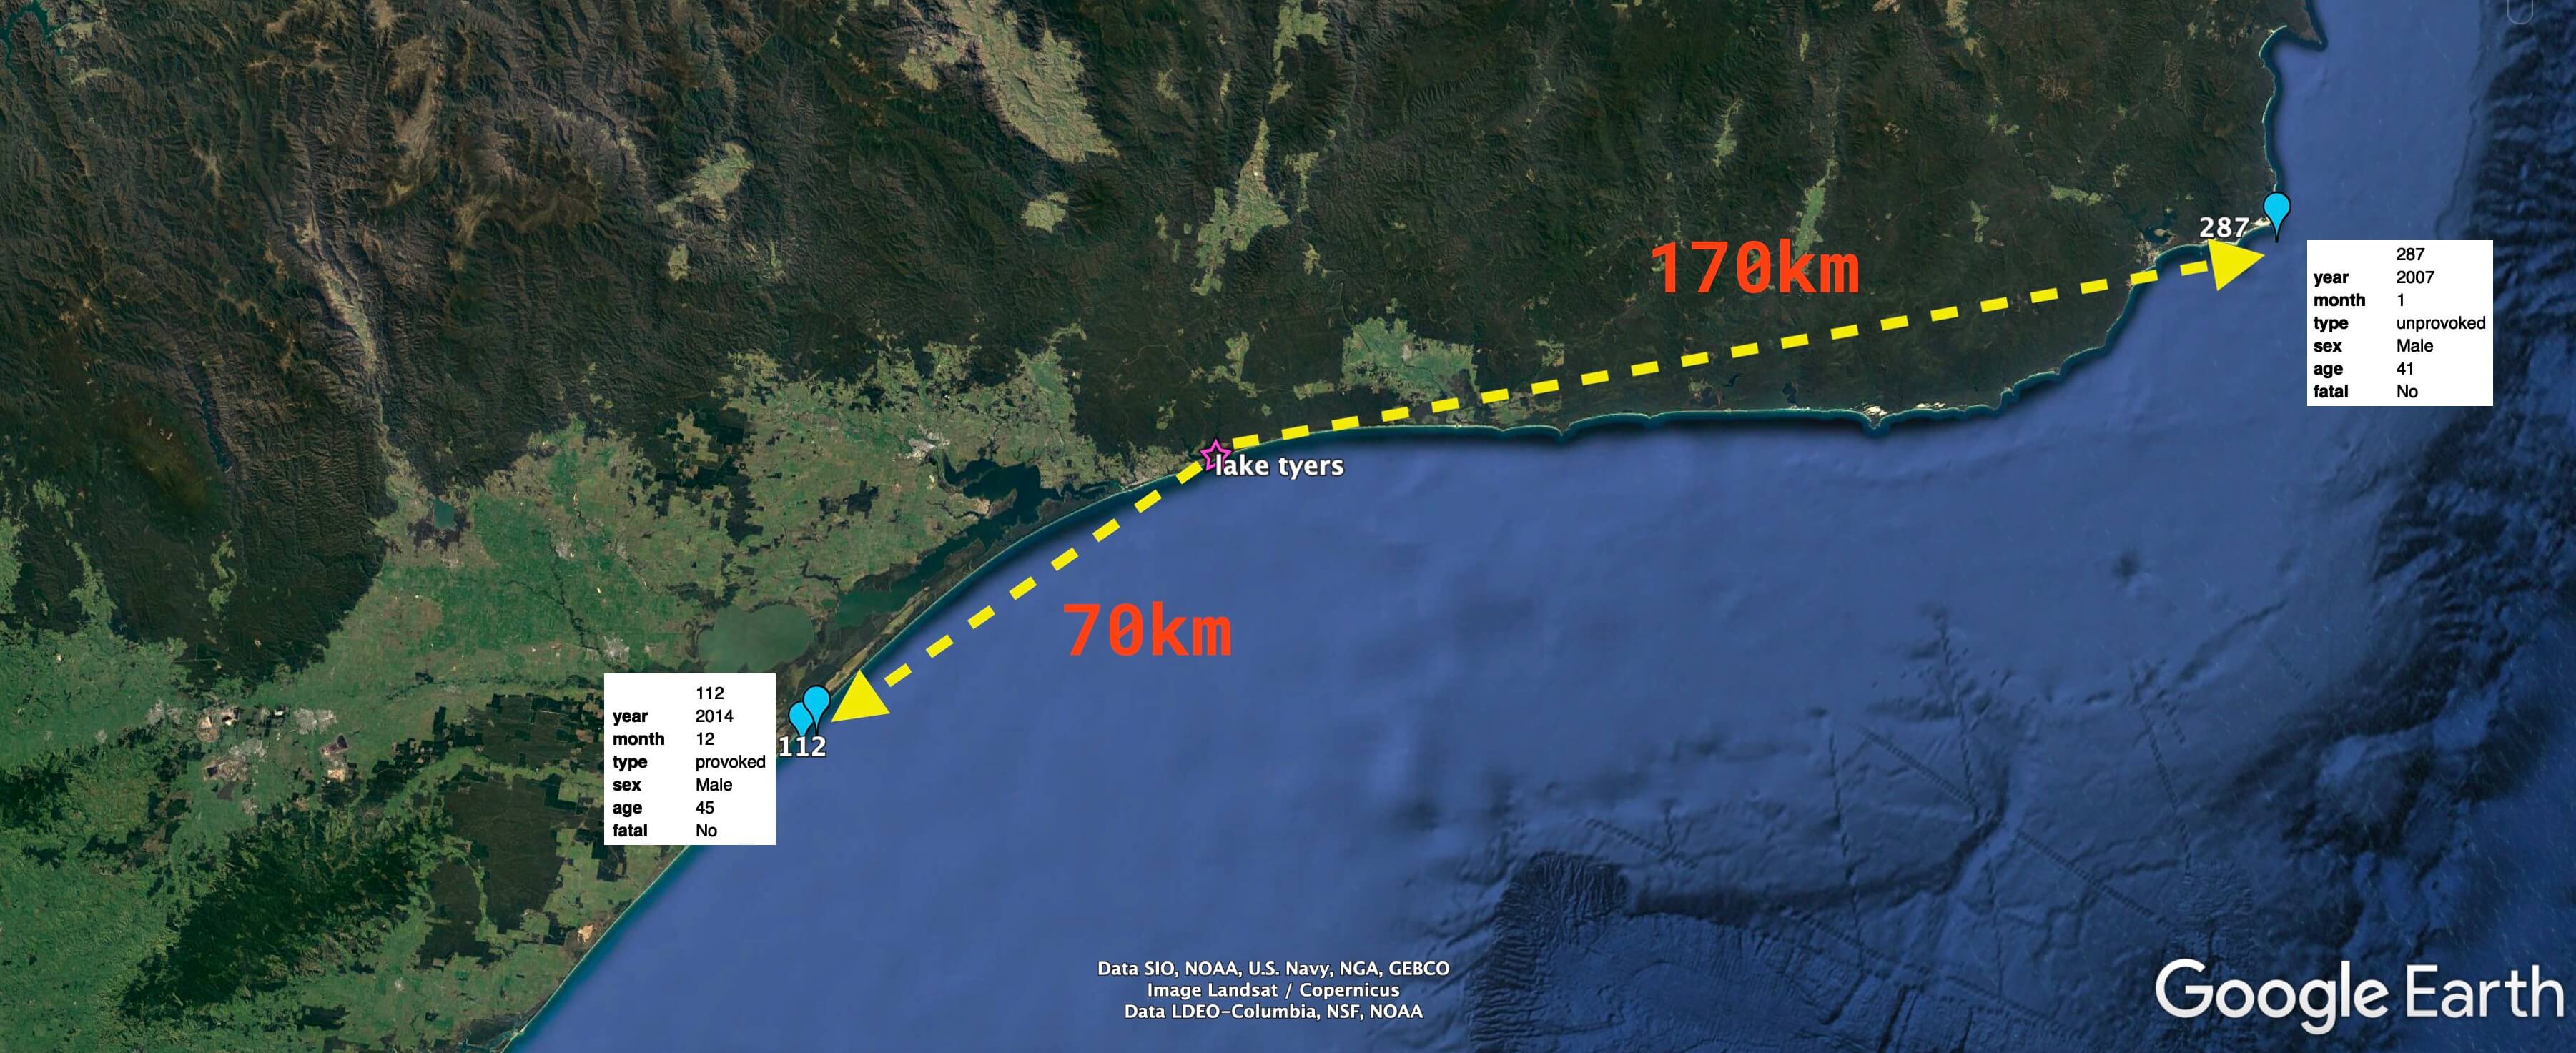 287
170km
287
year 2007
month 1
type unprovoked
sex Male
age 41
fatal No
lake tyers
70km
112
year 2014
month 12
type provoked
sex Male
age 45
fatal No
112
Data SIO, NOAA, U.S. Navy, NGA, GEBCO
Image Landsat / Copernicus
Data LDEO-Columbia, NSF, NOAA
Google Earth